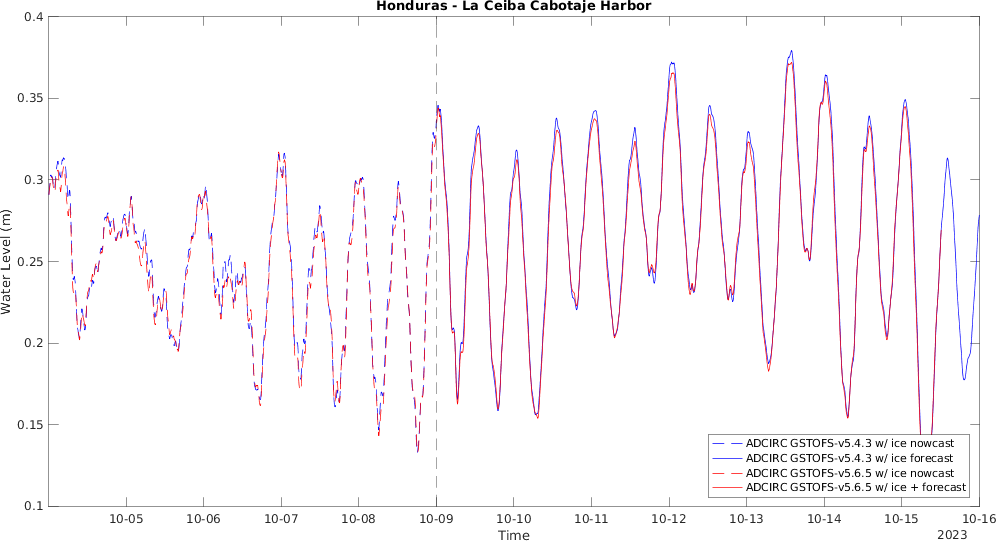 Honduras - La Ceiba Cabotaje Harbor
Water Level (m)
0.4
0.35
0.3
0.25
0.2
0.15
0.1
ADCIRC GSTOFS-v5.4.3 w/ ice nowcast
ADCIRC GSTOFS-v5.4.3 w/ ice forecast
ADCIRC GSTOFS-v5.6.5 w/ ice nowcast
ADCIRC GSTOFS-v5.6.5 w/ ice + forecast
10-05 10-06 10-07 10-08 10-09 10-10 10-11 10-12 10-13 10-14 10-15 10-16
Time
2023